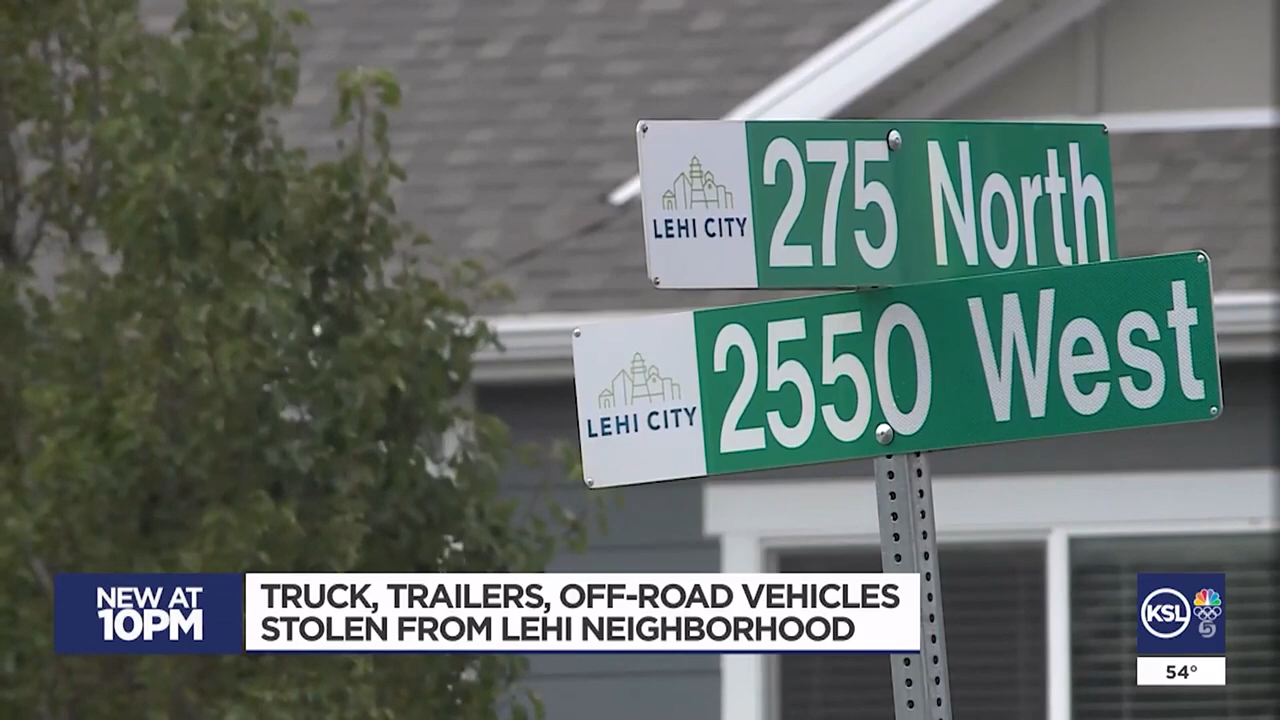 LEHI CITY
275 North
LEHI CITY
2550 West
NEW AT
10PM
TRUCK, TRAILERS, OFF-ROAD VEHICLES
STOLEN FROM LEHI NEIGHBORHOOD
KSL
5
54°